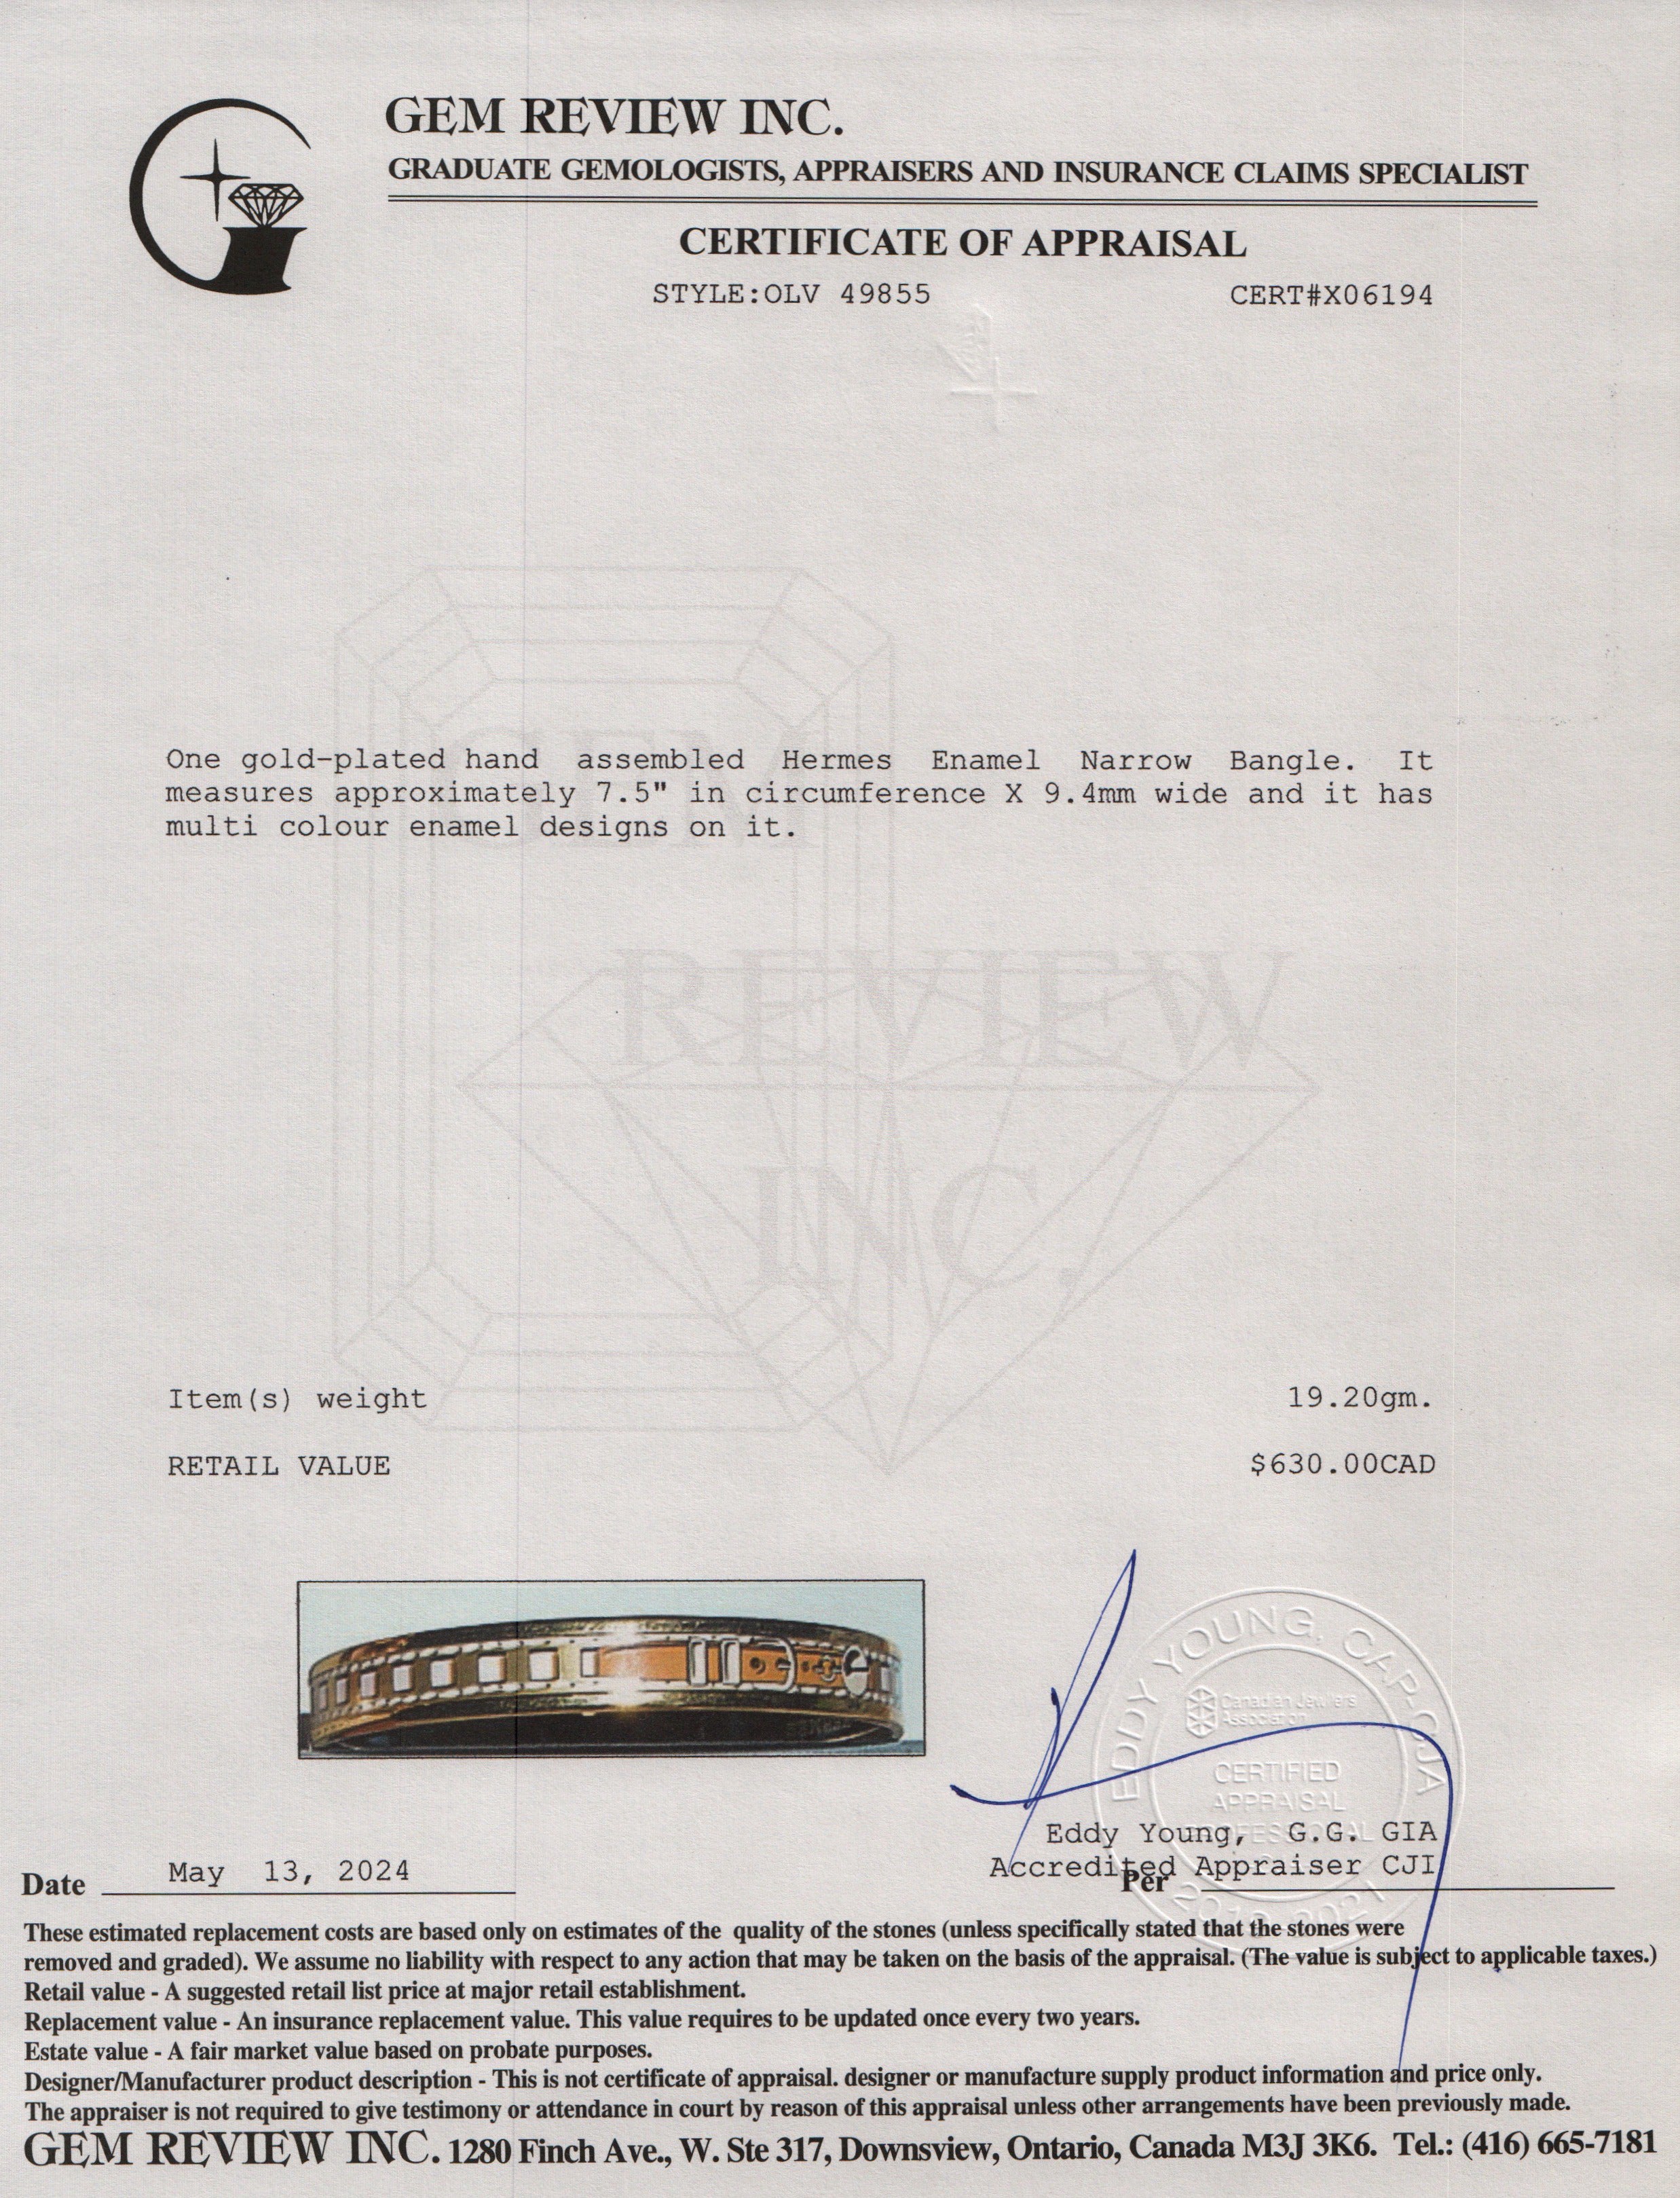 GEM REVIEW INC.
GRADUATE GEMOLOGISTS, APPRAISERS AND INSURANCE CLAIMS SPECIALIST
CERTIFICATE OF APPRAISAL
STYLE:OLV 49855 CERT#X06194
GEM
One gold-plated hand assembled Hermes Enamel Narrow Bangle. It
measures approximately 7.5" in circumference X 9.4mm wide and it has
multi colour enamel designs on it.
REVIEW
INC.
Item(s) weight 19.20gm.
RETAIL VALUE $630.00CAD
EDDY YOUNG, CAP-CJA
Canadian Jewellers
Association
CERTIFIED
APPRAISAL
PROFESSIONAL
Eddy Young, G.G. GIA
Accredited Appraiser CJI
Date May 13, 2024 Per
These estimated replacement costs are based only on estimates of the quality of the stones (unless specifically stated that the stones were
removed and graded). We assume no liability with respect to any action that may be taken on the basis of the appraisal. (The value is subject to applicable taxes.)
Retail value - A suggested retail list price at major retail establishment.
Replacement value - An insurance replacement value. This value requires to be updated once every two years.
Estate value - A fair market value based on probate purposes.
Designer/Manufacturer product description - This is not certificate of appraisal. designer or manufacture supply product information and price only.
The appraiser is not required to give testimony or attendance in court by reason of this appraisal unless other arrangements have been previously made.
GEM REVIEW INC. 1280 Finch Ave., W. Ste 317, Downsview, Ontario, Canada M3J 3K6. Tel.: (416) 665-7181